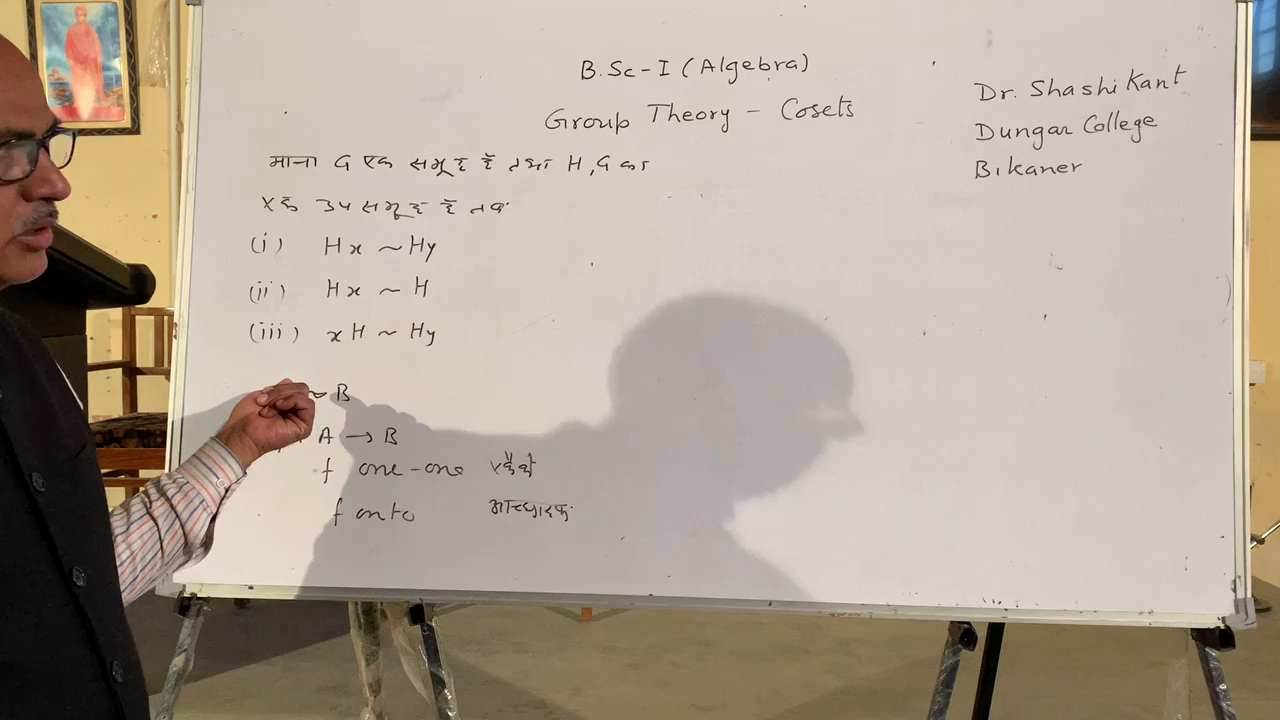 B.Sc-I (Algebra)
Group Theory - Cosets
Dr. Shashi Kant
Dungar College
Bikaner
माना G एक समूह है तथा H, G का
एक उपसमूह है तब
(i) Hx ~ Hy
(ii) Hx ~ H
(iii) xH ~ Hy
~ B
A → B
f one-one एकैकी
f onto आच्छादक